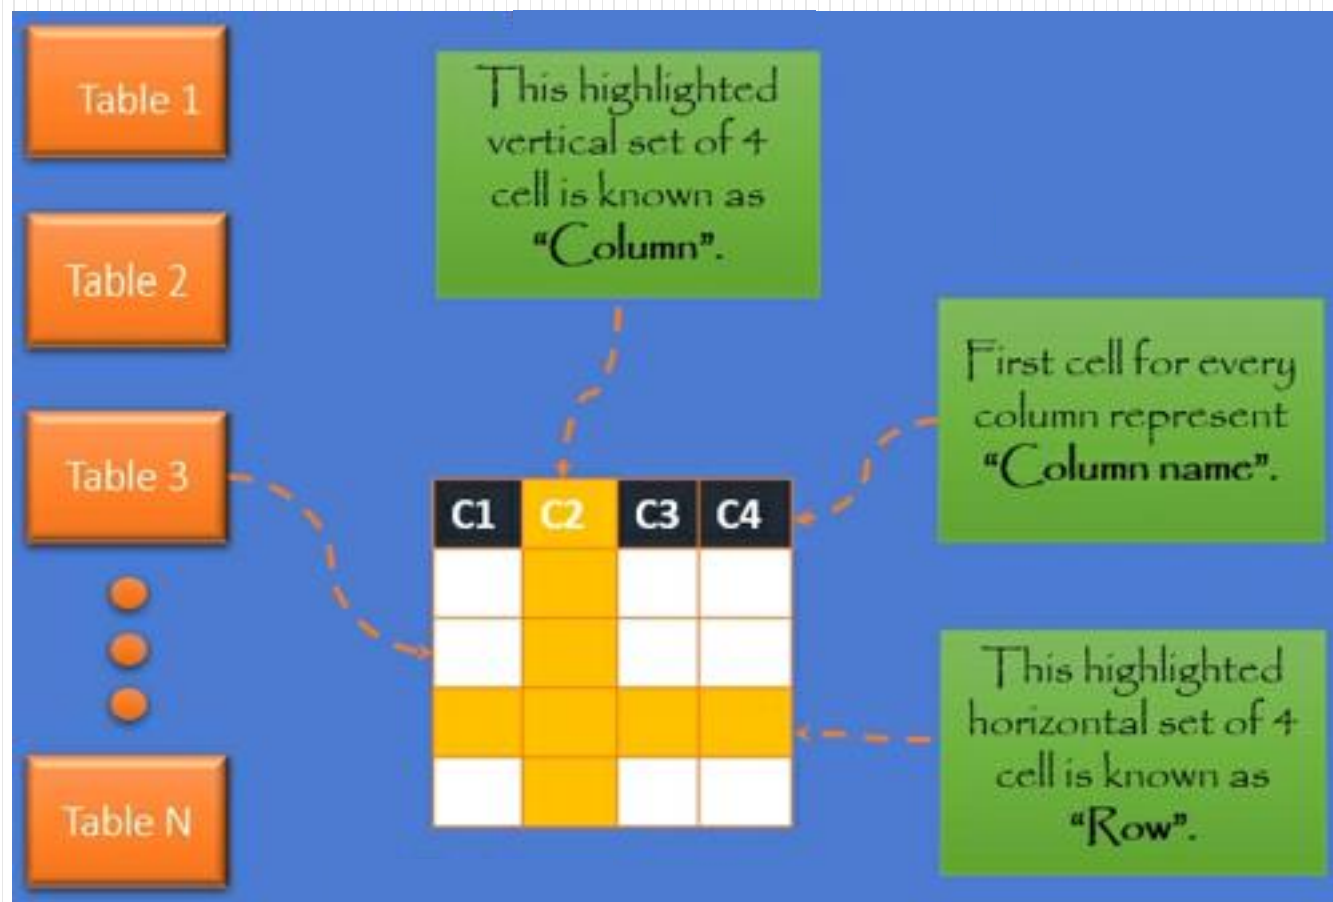 Table 1
Table 2
Table 3
Table N
This highlighted
vertical set of 4
cell is known as
“Column”.
First cell for every
column represent
“Column name”.
C1 C2 C3 C4
This highlighted
horizontal set of 4
cell is known as
“Row”.